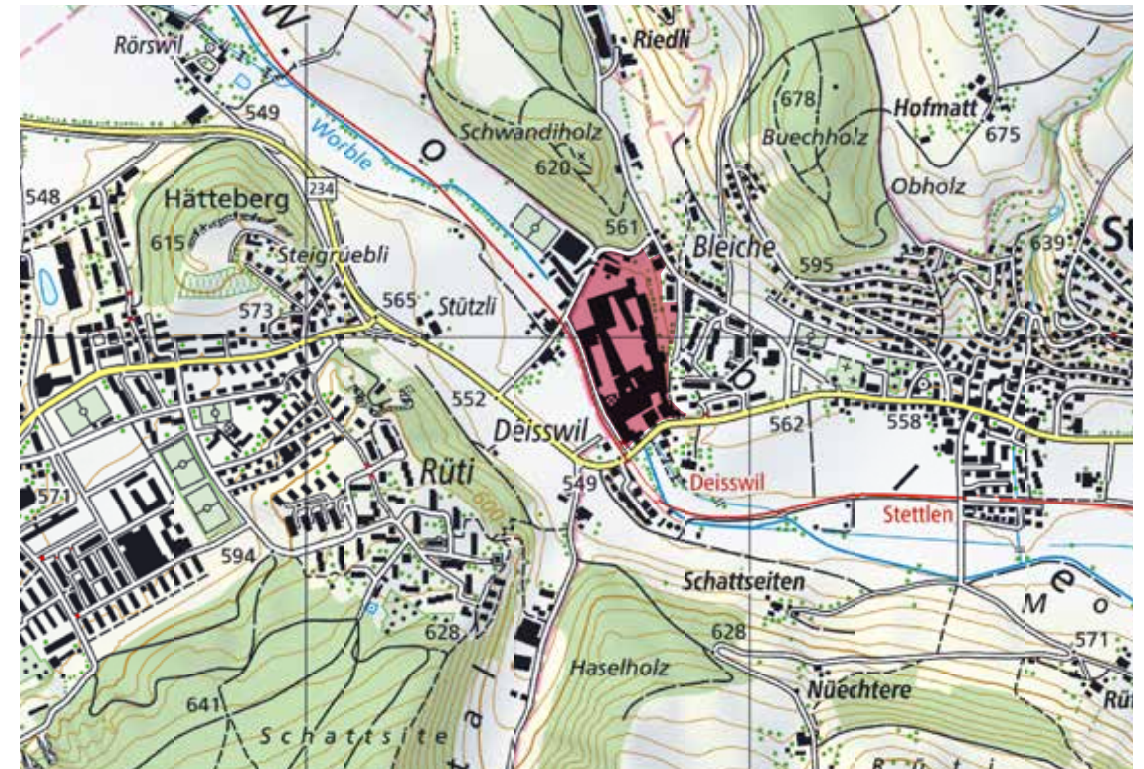 W
Rörswil
Riedli
549
Worble
o
Schwandiholz
620
678
Buechholz
Hofmatt
675
Obholz
548
Hätteberg
234
615
Steigrüebli
561
Bleiche
595
639
St
573
565
Stützli
b
552
562
558
Deisswil
Rüti
571
549
Deisswil
Stettlen
600
594
Schattseiten
e
M o
628
628
571
Haselholz
Nüechtere
Rüt
641
Schattsite
t a l
R ü t i